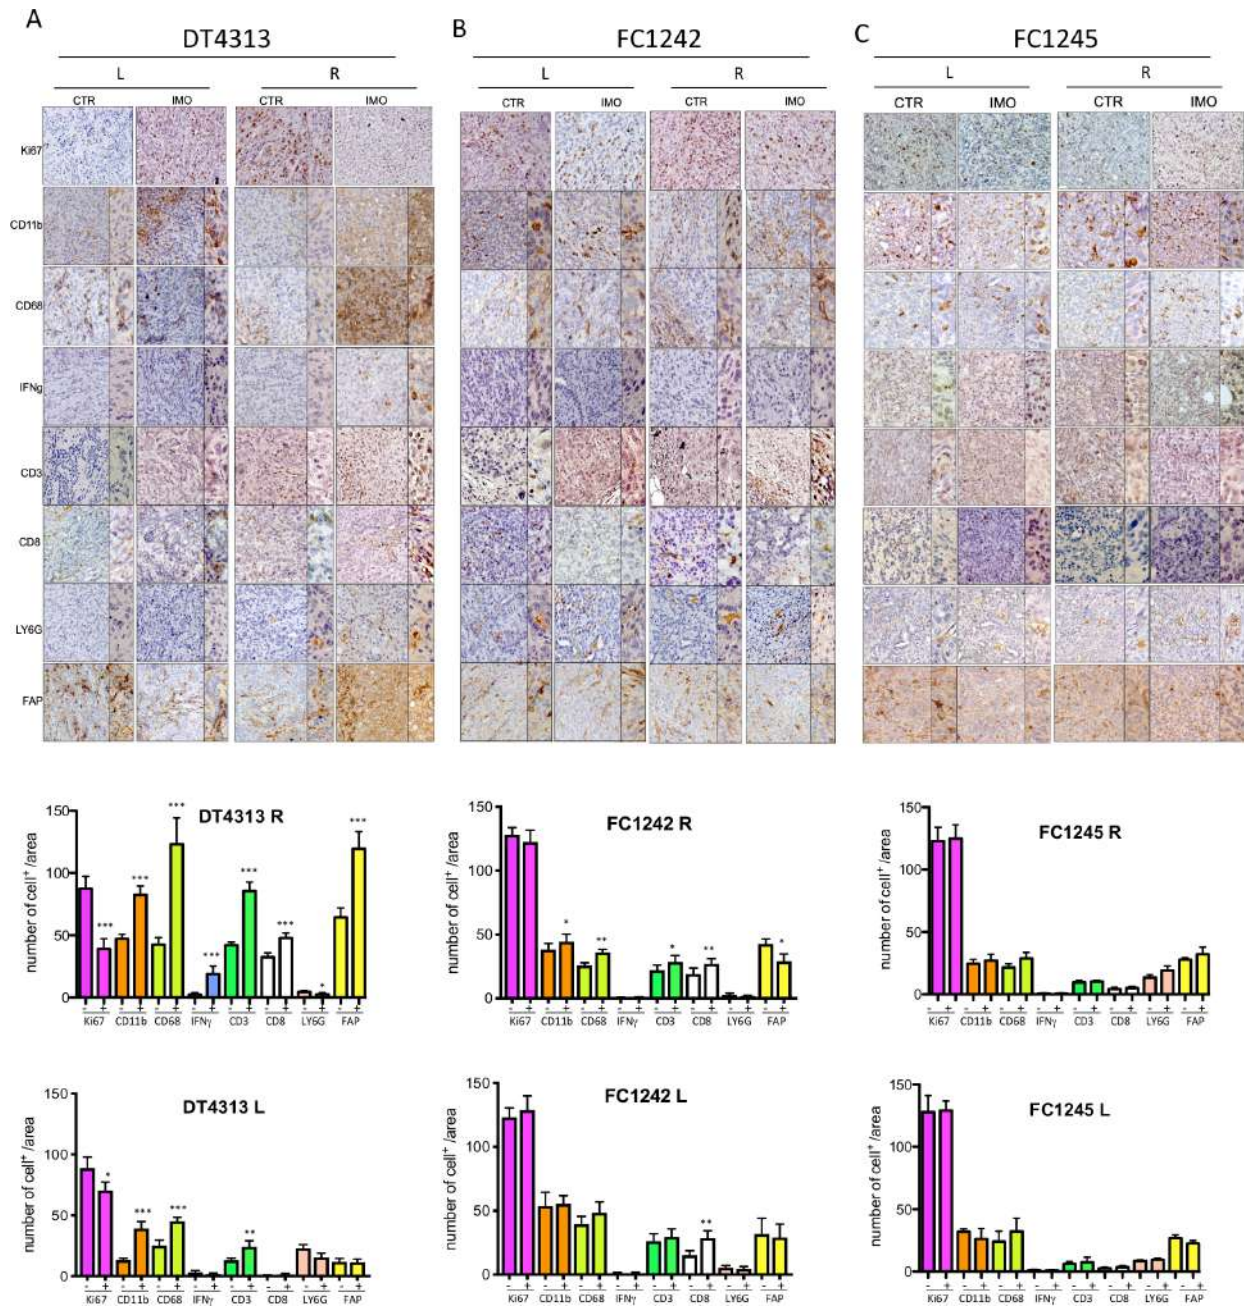 A
DT4313
L R
CTR IMO CTR IMO
B
FC1242
L R
CTR IMO CTR IMO
C
FC1245
L R
CTR IMO CTR IMO
Ki67
CD11b
CD68
IFNg
CD3
CD8
LY6G
FAP
DT4313 R
number of cell+ /area
150
100
50
0
*** *** *** *** *** *** * ***
- + - + - + - + - + - + - + - +
Ki67 CD11b CD68 IFNγ CD3 CD8 LY6G FAP
FC1242 R
number of cell+ /area
150
100
50
0
* ** * ** *
- + - + - + - + - + - + - + - +
Ki67 CD11b CD68 IFNγ CD3 CD8 LY6G FAP
FC1245 R
number of cell+ /area
150
100
50
0
- + - + - + - + - + - + - + - +
Ki67 CD11b CD68 IFNγ CD3 CD8 LY6G FAP
DT4313 L
number of cell+ /area
150
100
50
0
* *** *** **
- + - + - + - + - + - + - + - +
Ki67 CD11b CD68 IFNγ CD3 CD8 LY6G FAP
FC1242 L
number of cell+ /area
150
100
50
0
**
- + - + - + - + - + - + - + - +
Ki67 CD11b CD68 IFNγ CD3 CD8 LY6G FAP
FC1245 L
number of cell+ /area
150
100
50
0
- + - + - + - + - + - + - + - +
Ki67 CD11b CD68 IFNγ CD3 CD8 LY6G FAP